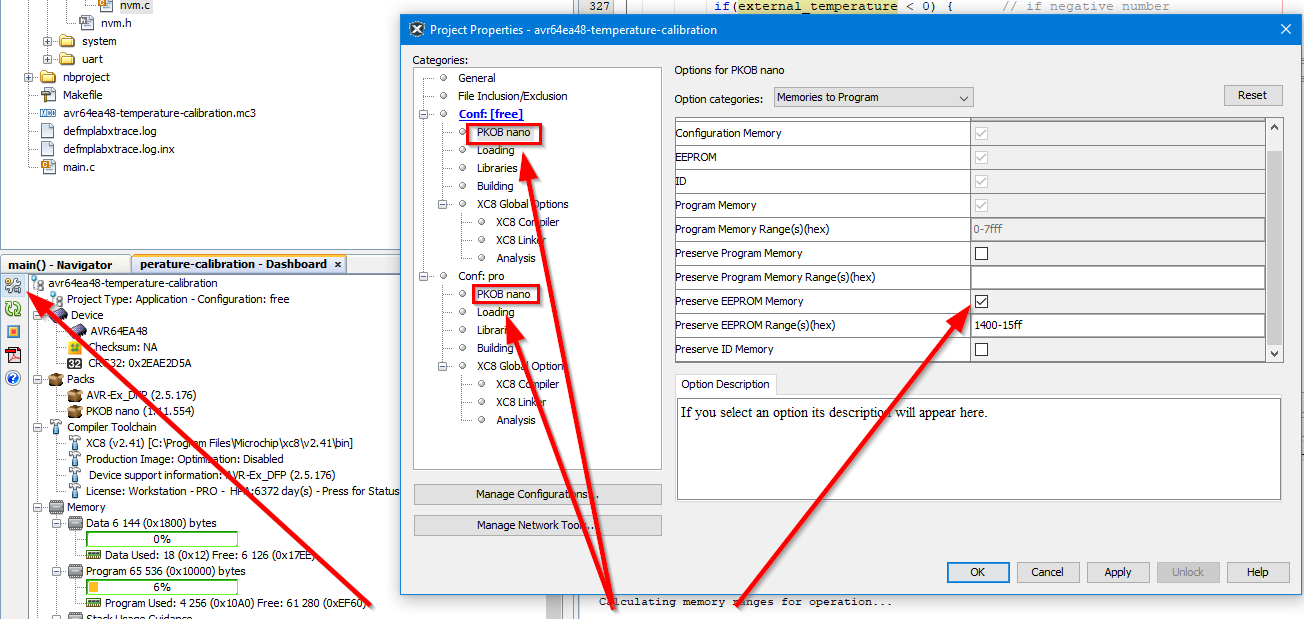 nvm.c
nvm.h
system
uart
nbproject
Makefile
avr64ea48-temperature-calibration.mc3
defmplabxtrace.log
defmplabxtrace.log.inx
main.c
327 if(external_temperature < 0) { // if negative number
main() - Navigator
perature-calibration - Dashboard ×
avr64ea48-temperature-calibration
Project Type: Application - Configuration: free
Device
AVR64EA48
Checksum: NA
CRC32: 0x2EAE2D5A
Packs
AVR-Ex_DFP (2.5.176)
PKOB nano (1.11.554)
Compiler Toolchain
XC8 (v2.41) [C:\Program Files\Microchip\xc8\v2.41\bin]
Production Image: Optimization: Disabled
Device support information: AVR-Ex_DFP (2.5.176)
License: Workstation - PRO - HPA:6372 day(s) - Press for Status
Memory
Data 6 144 (0x1800) bytes
0%
Data Used: 18 (0x12) Free: 6 126 (0x17EE)
Program 65 536 (0x10000) bytes
6%
Program Used: 4 256 (0x10A0) Free: 61 280 (0xEF60)
Stack Usage Guidance
Project Properties - avr64ea48-temperature-calibration
Categories:
General
File Inclusion/Exclusion
Conf: [free]
PKOB nano
Loading
Libraries
Building
XC8 Global Options
XC8 Compiler
XC8 Linker
Analysis
Conf: pro
PKOB nano
Loading
Libraries
Building
XC8 Global Options
XC8 Compiler
XC8 Linker
Analysis
Manage Configurations...
Manage Network Tools...
Options for PKOB nano
Option categories: Memories to Program
Reset
Configuration Memory
EEPROM
ID
Program Memory
Program Memory Range(s)(hex) 0-7fff
Preserve Program Memory
Preserve Program Memory Range(s)(hex)
Preserve EEPROM Memory
Preserve EEPROM Range(s)(hex) 1400-15ff
Preserve ID Memory
Option Description
If you select an option its description will appear here.
OK Cancel Apply Unlock Help
Calculating memory ranges for operation...